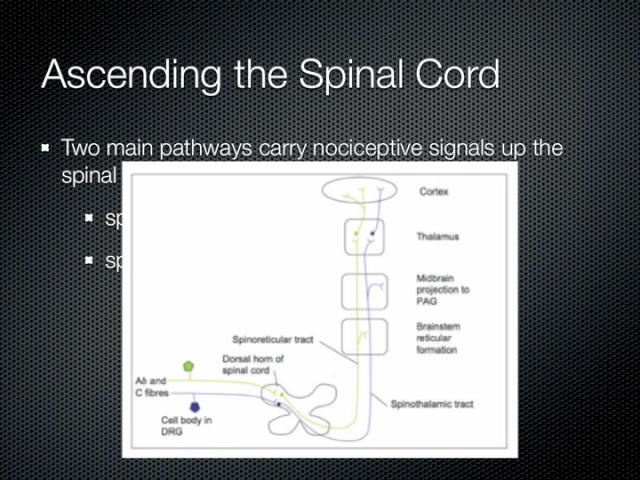 Ascending the Spinal Cord
Two main pathways carry nociceptive signals up the
spinal
sp
sp
Cortex
Thalamus
Midbrain
projection to
PAG
Brainstem
reticular
formation
Spinoreticular tract
Dorsal horn of
spinal cord
Aδ and
C fibres
Cell body in
DRG
Spinothalamic tract